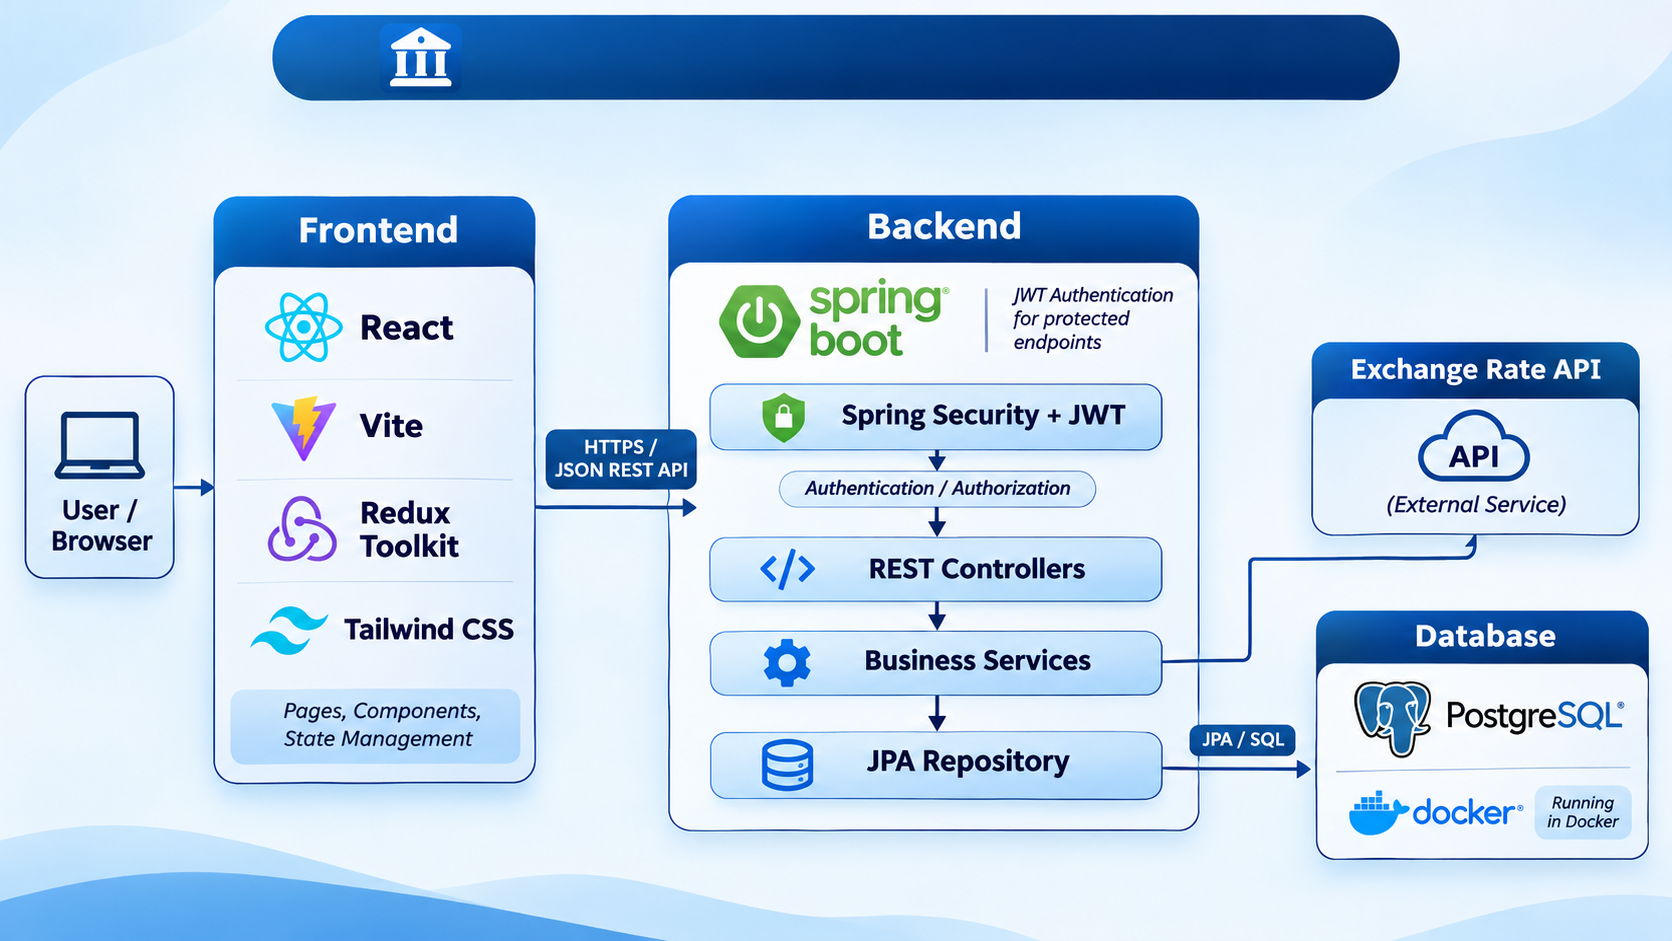 Frontend
React
Vite
Redux
Toolkit
Tailwind CSS
Pages, Components,
State Management
User /
Browser
HTTPS /
JSON REST API
Backend
spring®
boot
JWT Authentication
for protected
endpoints
Spring Security + JWT
Authentication / Authorization
REST Controllers
Business Services
JPA Repository
JPA / SQL
Exchange Rate API
API
(External Service)
Database
PostgreSQL®
docker®
Running
in Docker